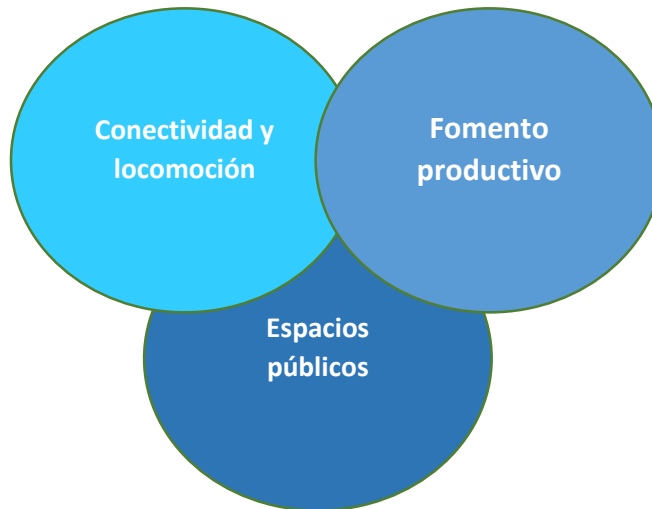 Conectividad y
locomoción
Fomento
productivo
Espacios
públicos